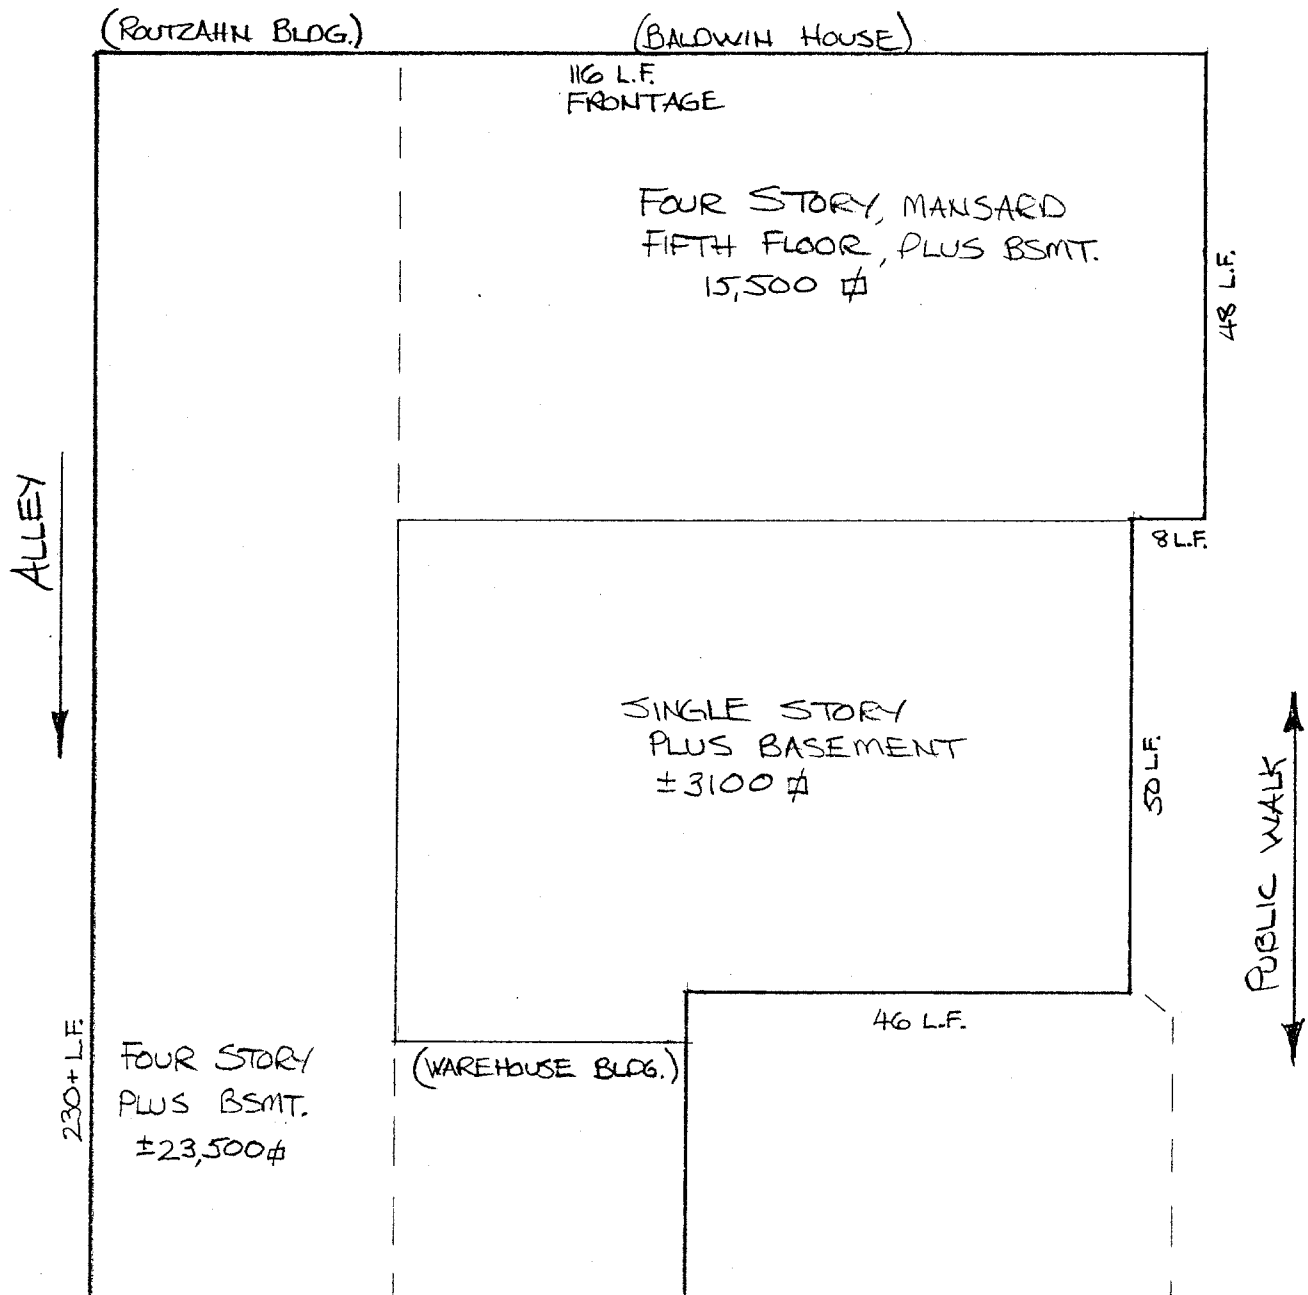 (ROUTZAHN BLDG.)
(BALDWIN HOUSE)
116 L.F.
FRONTAGE
FOUR STORY, MANSARD
FIFTH FLOOR, PLUS BSMT.
15,500 ⌗
48 L.F.
8 L.F.
ALLEY
SINGLE STORY
PLUS BASEMENT
±3100 ⌗
50 L.F.
PUBLIC WALK
46 L.F.
230+ L.F.
FOUR STORY
PLUS BSMT.
±23,500 ⌗
(WAREHOUSE BLDG.)